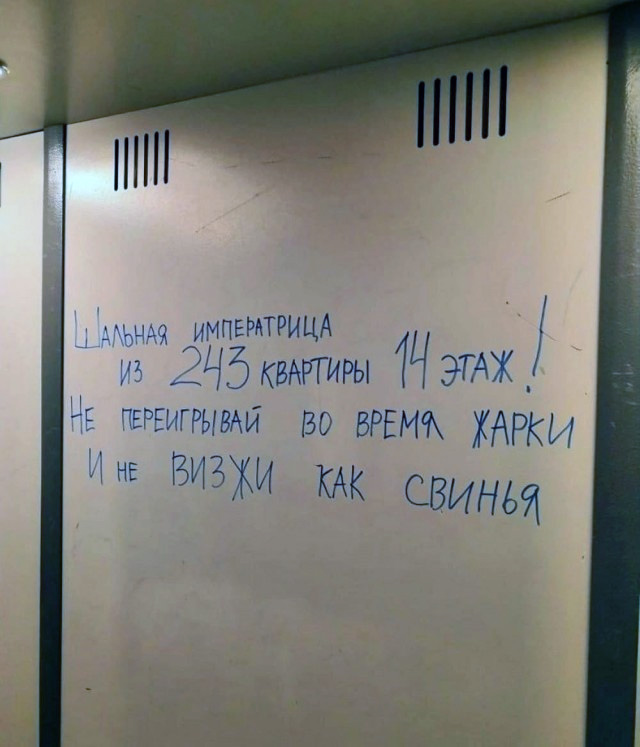 Шальная императрица
из 243 квартиры 14 этаж!
Не переигрывай во время жарки
И не визжи как свинья